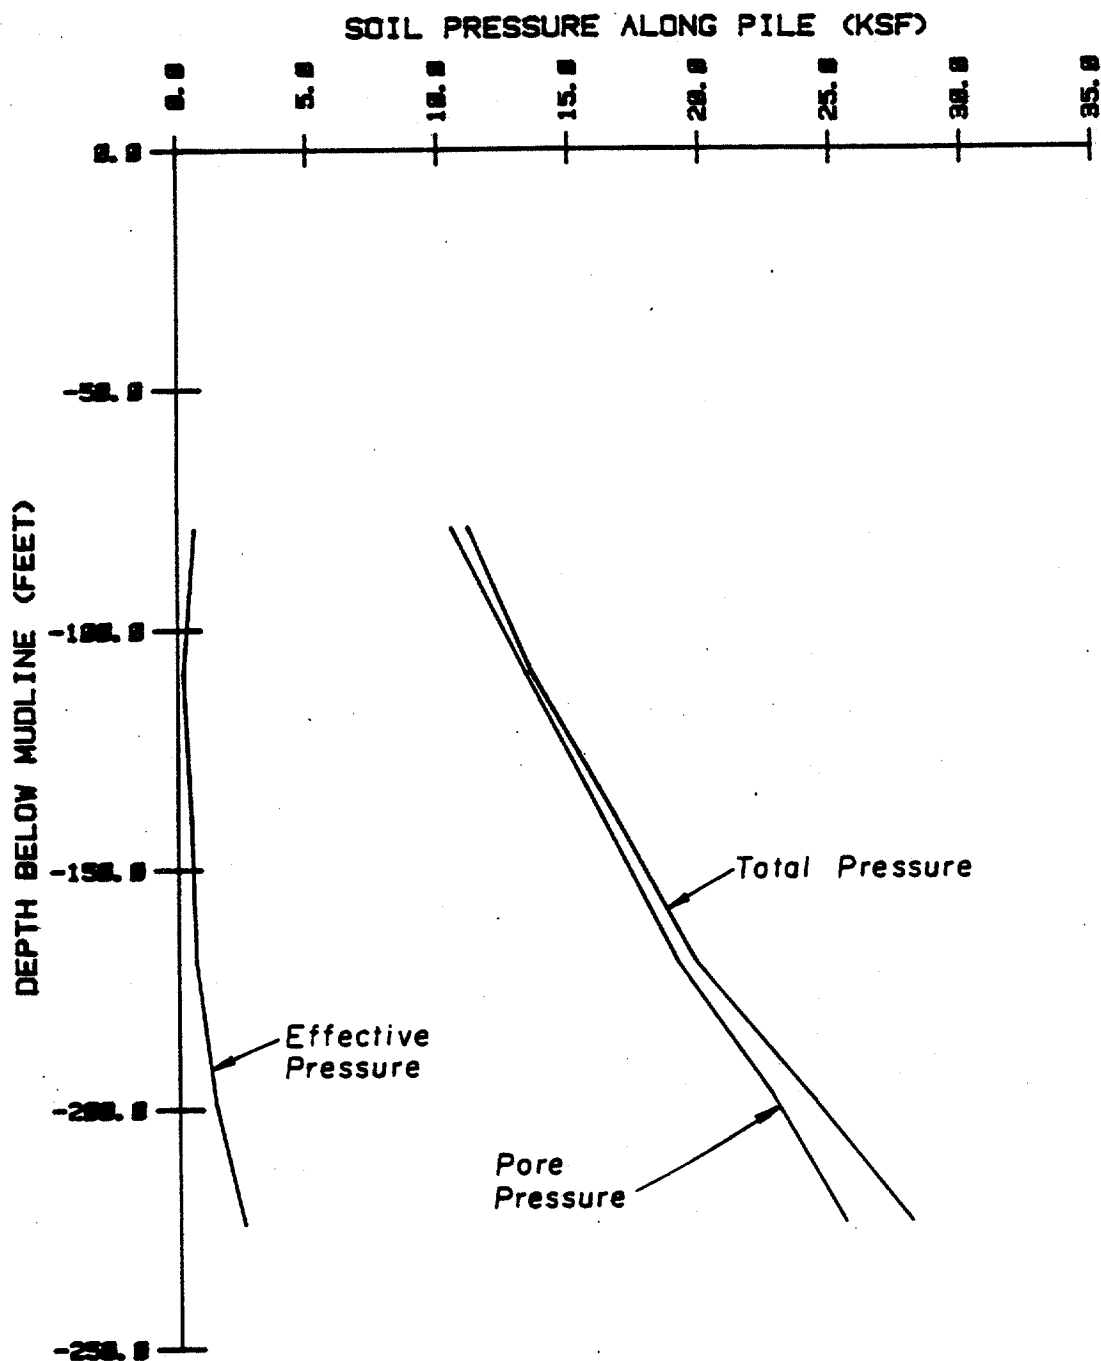 SOIL PRESSURE ALONG PILE (KSF)
0.0
5.0
10.0
15.0
20.0
25.0
30.0
35.0
0.0
-50.0
-100.0
-150.0
-200.0
-250.0
DEPTH BELOW MUDLINE (FEET)
Total Pressure
Effective
Pressure
Pore
Pressure